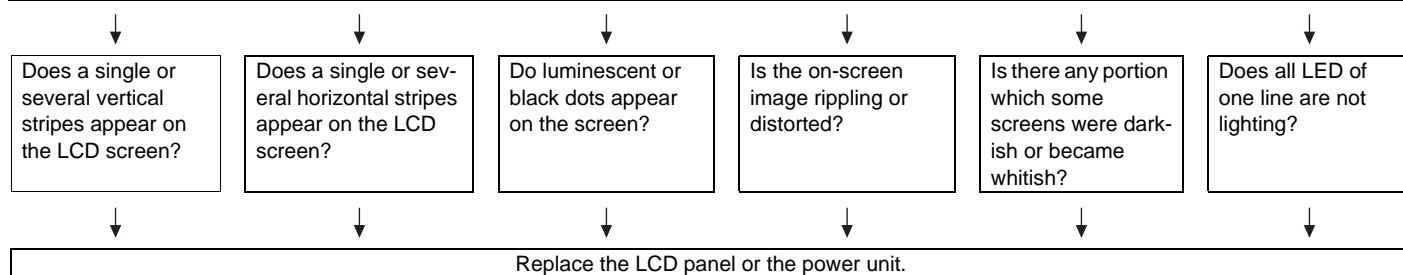 Does a single or
several vertical
stripes appear on
the LCD screen?
Does a single or sev-
eral horizontal stripes
appear on the LCD
screen?
Do luminescent or
black dots appear
on the screen?
Is the on-screen
image rippling or
distorted?
Is there any portion
which some
screens were dark-
ish or became
whitish?
Does all LED of
one line are not
lighting?
Replace the LCD panel or the power unit.